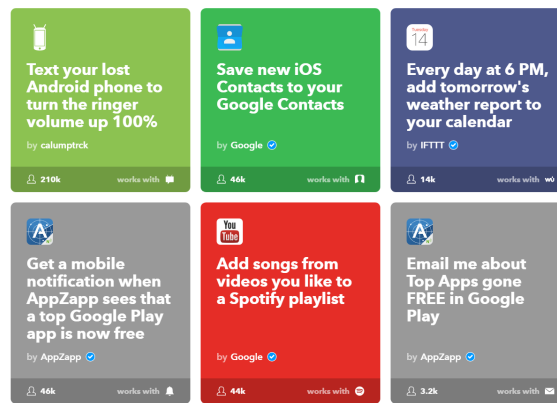 Text your lost
Android phone to
turn the ringer
volume up 100%
by calumptrck
210k works with
Save new iOS
Contacts to your
Google Contacts
by Google
46k works with
Tuesday
14
Every day at 6 PM,
add tomorrow's
weather report to
your calendar
by IFTTT
14k works with wu
Get a mobile
notification when
AppZapp sees that
a top Google Play
app is now free
by AppZapp
46k works with
You
Tube
Add songs from
videos you like to
a Spotify playlist
by Google
44k works with
Email me about
Top Apps gone
FREE in Google
Play
by AppZapp
3.2k works with